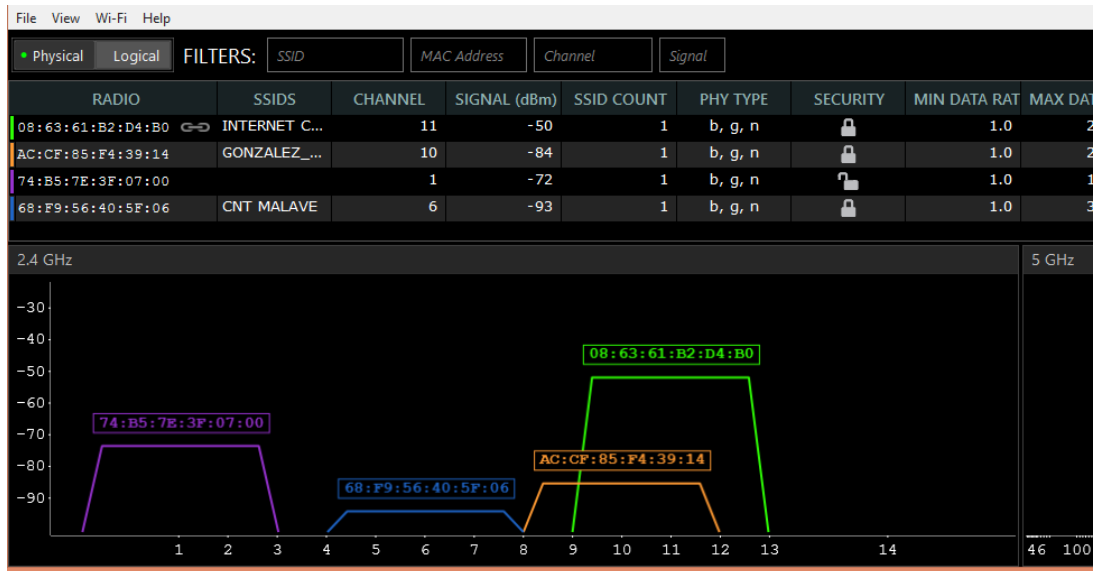 File View Wi-Fi Help
Physical Logical FILTERS: SSID MAC Address Channel Signal
RADIO SSIDS CHANNEL SIGNAL (dBm) SSID COUNT PHY TYPE SECURITY MIN DATA RAT MAX DAT
08:63:61:B2:D4:B0 INTERNET C... 11 -50 1 b, g, n 1.0 2
AC:CF:85:F4:39:14 GONZALEZ_... 10 -84 1 b, g, n 1.0 2
74:B5:7E:3F:07:00 1 -72 1 b, g, n 1.0 1
68:F9:56:40:5F:06 CNT MALAVE 6 -93 1 b, g, n 1.0 3
2.4 GHz 5 GHz
-30
-40
08:63:61:B2:D4:B0
-50
-60
74:B5:7E:3F:07:00
-70
AC:CF:85:F4:39:14
-80
68:F9:56:40:5F:06
-90
1 2 3 4 5 6 7 8 9 10 11 12 13 14 46 100